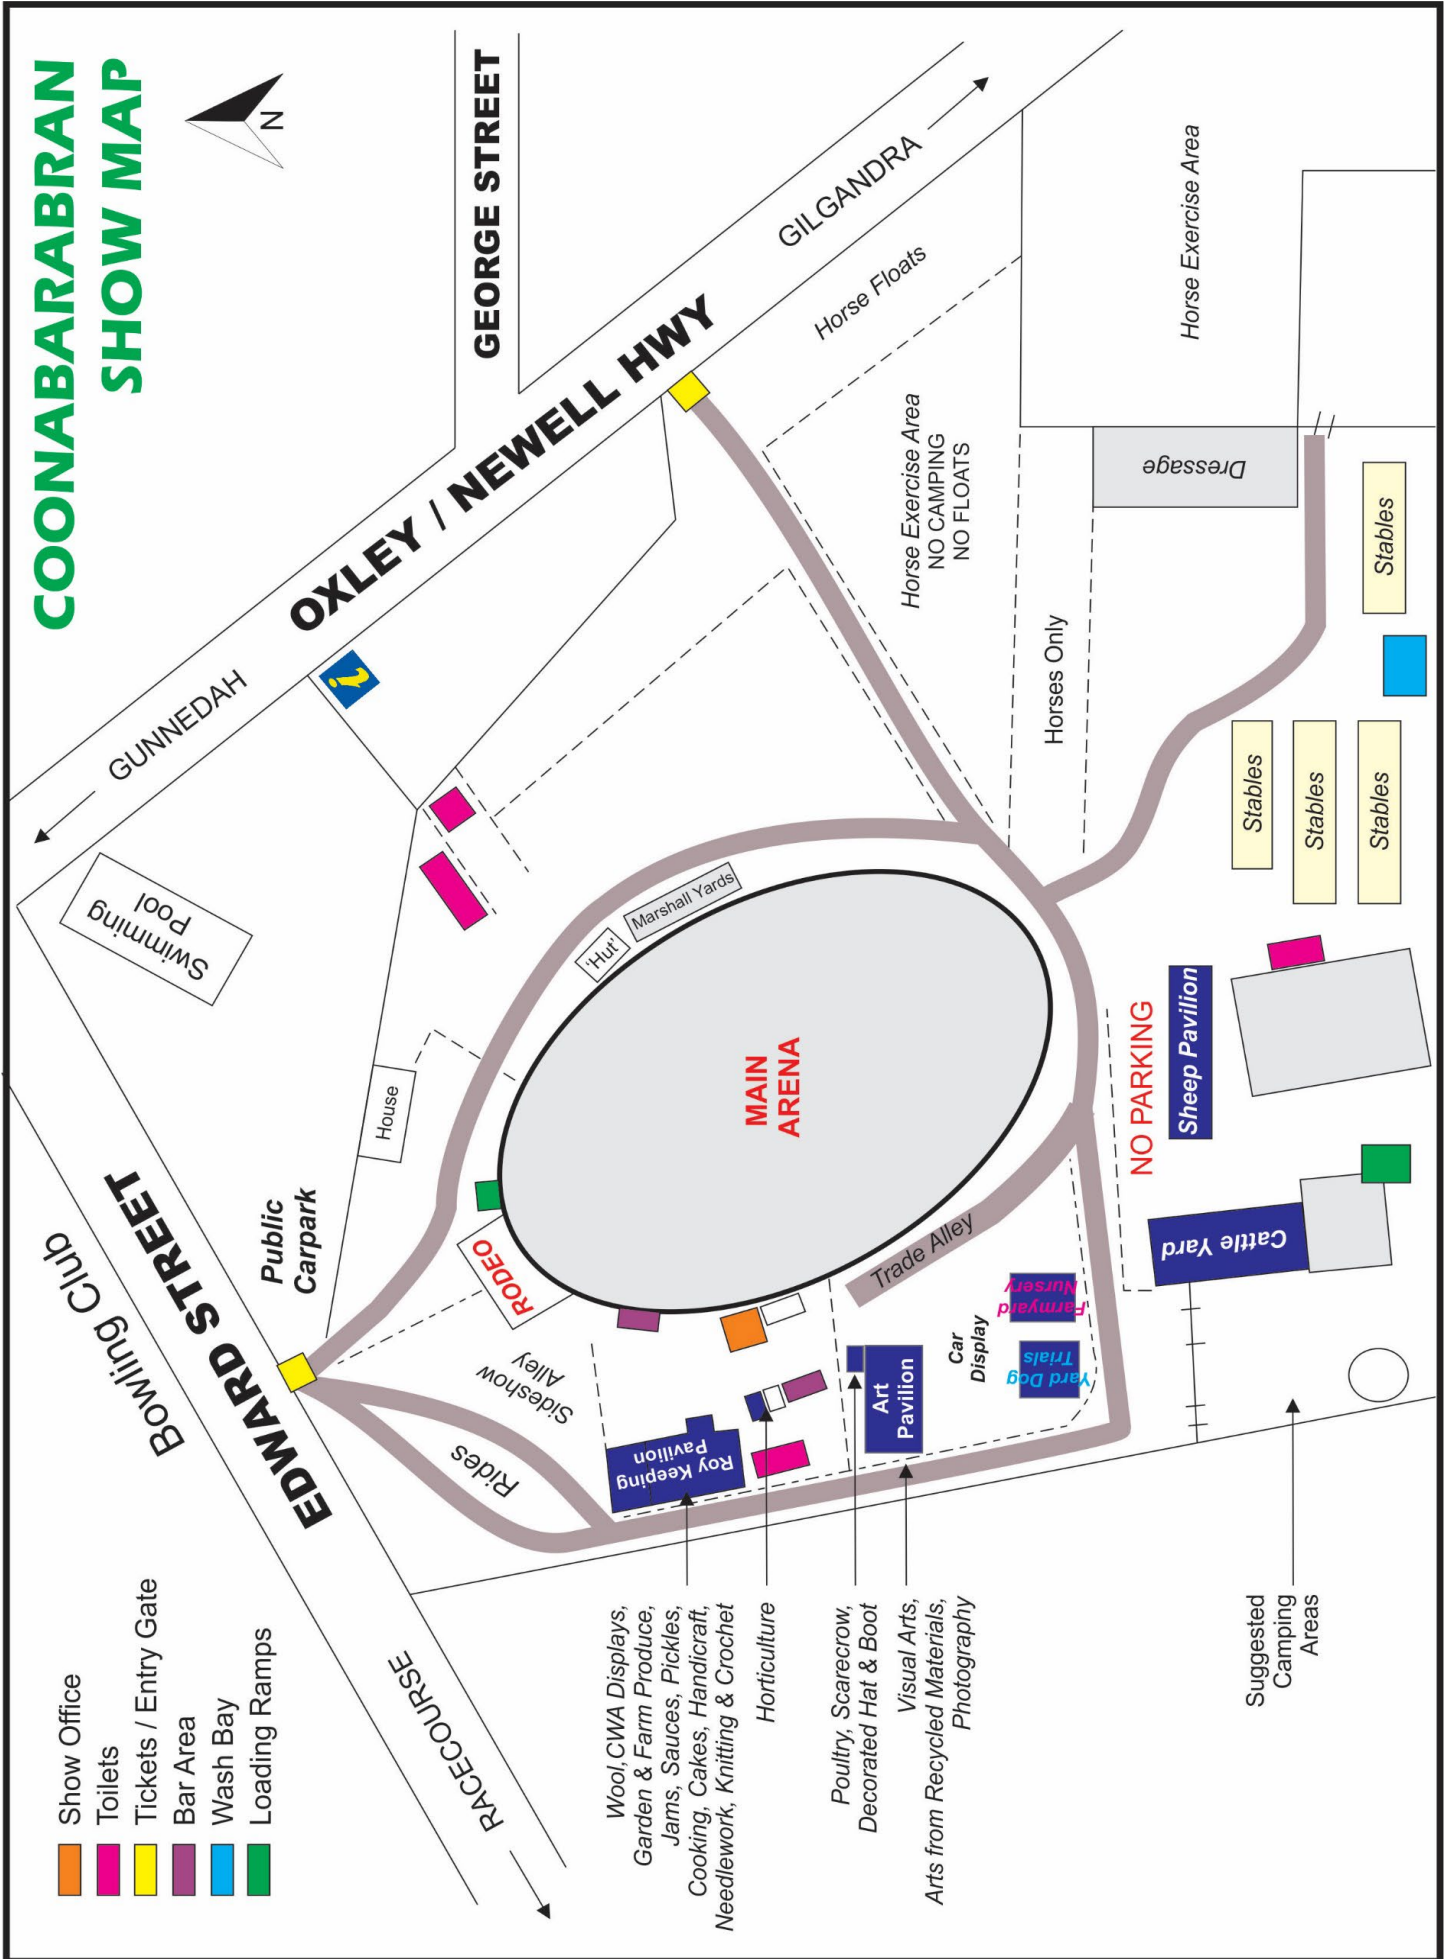 COONABARABRAN
SHOW MAP
N
Show Office
Toilets
Tickets / Entry Gate
Bar Area
Wash Bay
Loading Ramps
RACECOURSE
EDWARD STREET
Bowling Club
Public
Carpark
Swimming
Pool
GUNNEDAH
OXLEY / NEWELL HWY
GEORGE STREET
GILGANDRA
i
House
Rides
Sideshow
Alley
RODEO
'Hut'
Marshall Yards
MAIN
ARENA
Trade Alley
Roy Keeping
Pavilion
Art
Pavilion
Car
Display
Farmyard
Nursery
Yard Dog
Trials
Wool,CWA Displays,
Garden & Farm Produce,
Jams, Sauces, Pickles,
Cooking, Cakes, Handicraft,
Needlework, Knitting & Crochet
Horticulture
Poultry, Scarecrow,
Decorated Hat & Boot
Visual Arts,
Arts from Recycled Materials,
Photography
Suggested
Camping
Areas
NO PARKING
Sheep Pavilion
Cattle Yard
Horse Floats
Horse Exercise Area
NO CAMPING
NO FLOATS
Horses Only
Horse Exercise Area
Dressage
Stables
Stables
Stables
Stables